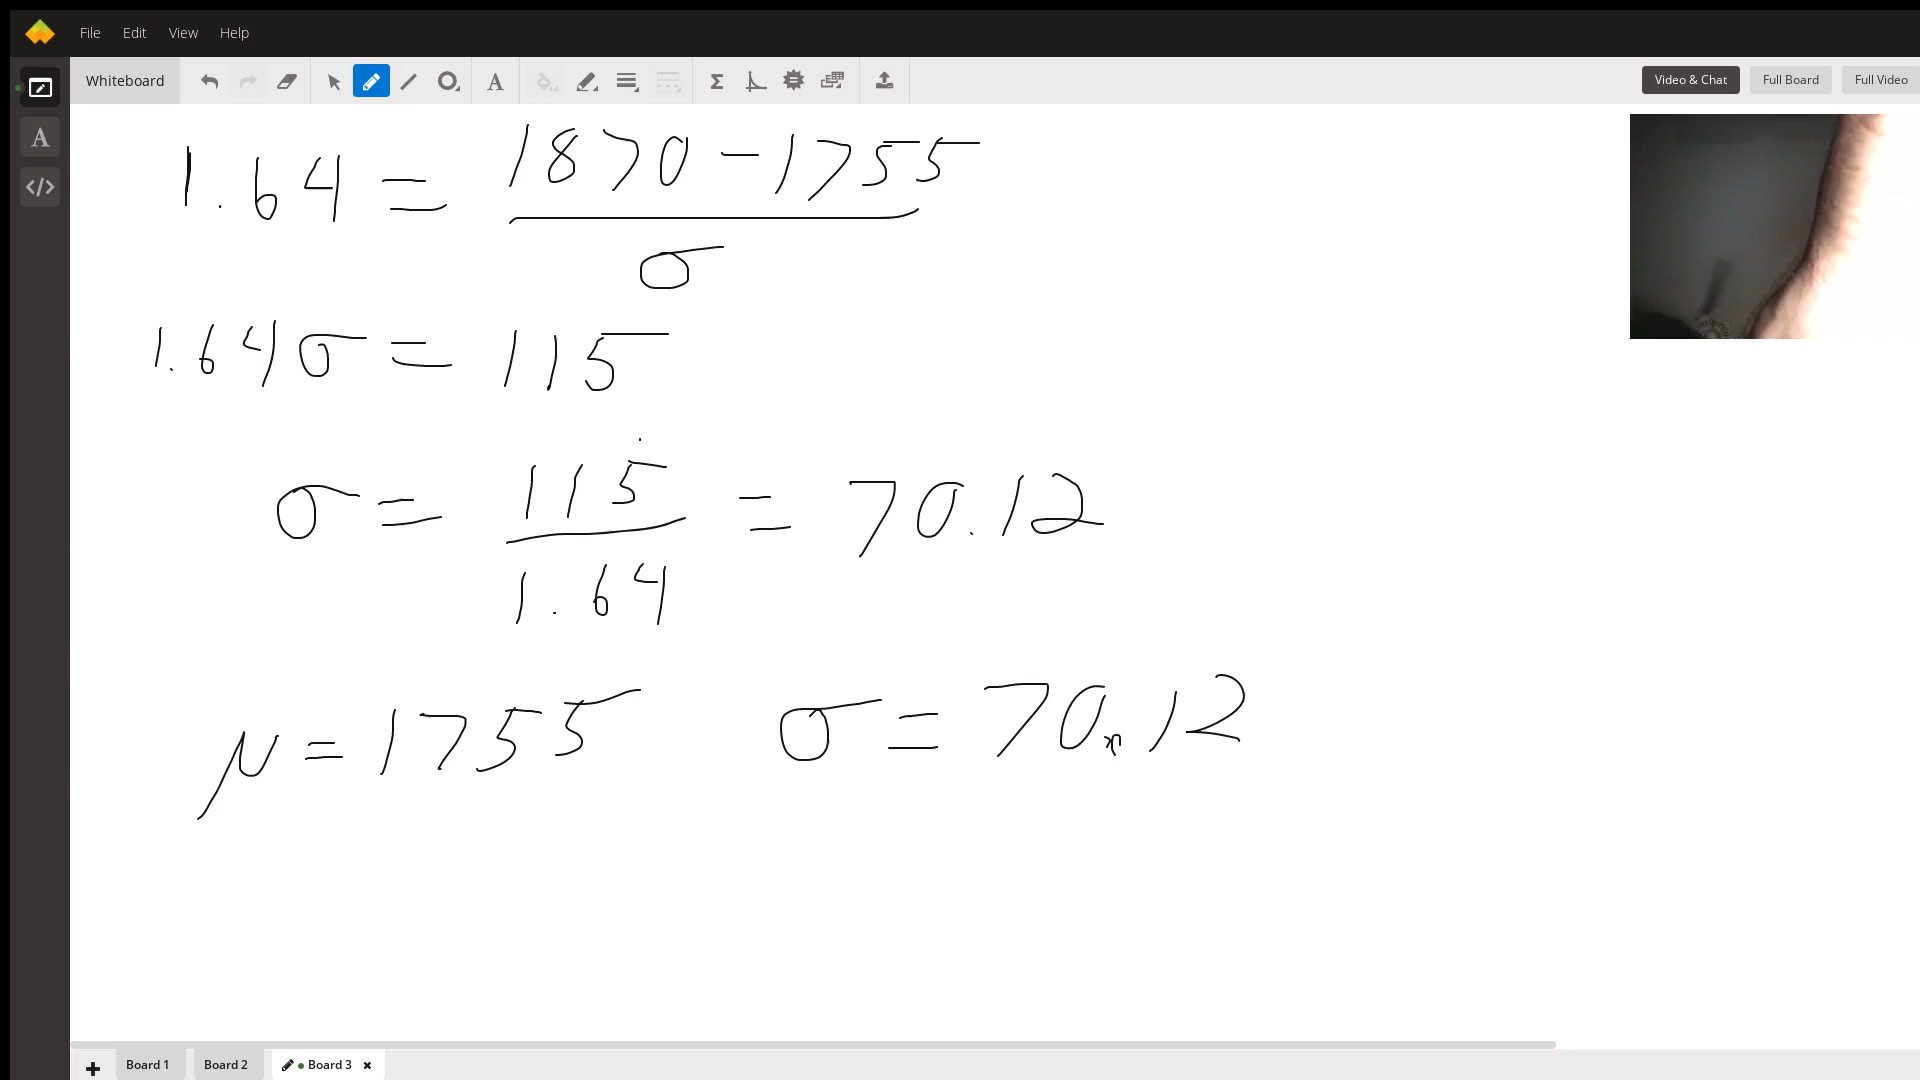 File Edit View Help
Whiteboard A Σ Video & Chat Full Board Full Video
A
</>
1.64 = 1870 - 1755
σ
1.64σ = 115
σ = 115 = 70.12
1.64
μ = 1755 σ = 70.12
+ Board 1 Board 2 Board 3 ×